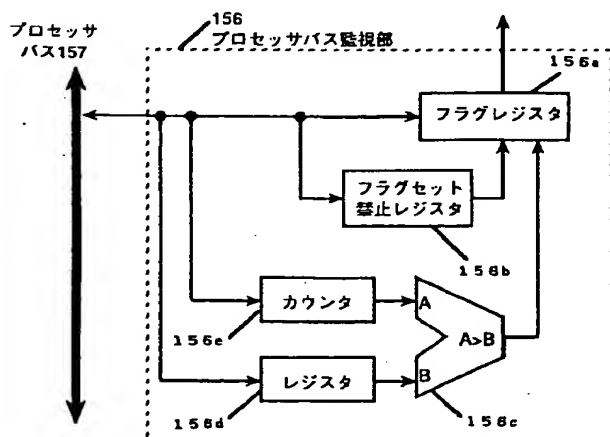 プロセッサ
バス157
156
プロセッサバス監視部
156a
フラグレジスタ
フラグセット
禁止レジスタ
156b
カウンタ
A
156e
A>B
レジスタ
B
156d
156c